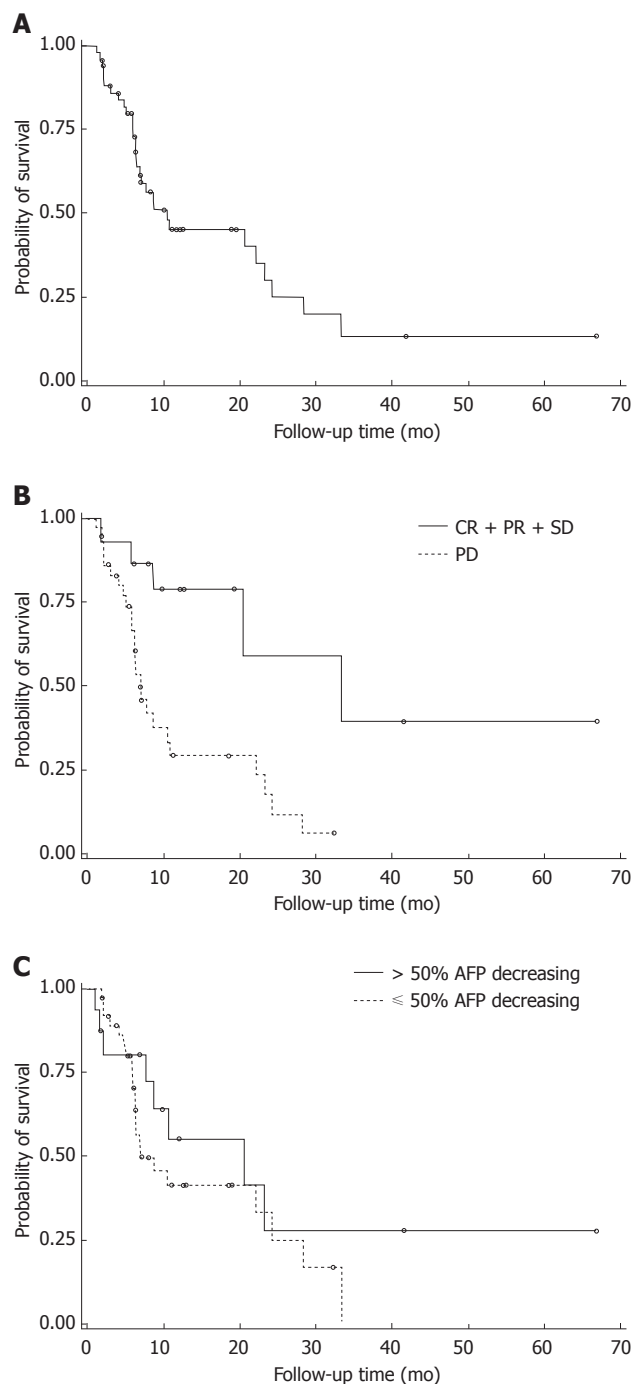 A
1.00
0.75
0.50
0.25
0.00
Probability of survival
0 10 20 30 40 50 60 70
Follow-up time (mo)
B
1.00
0.75
0.50
0.25
0.00
Probability of survival
CR + PR + SD
PD
0 10 20 30 40 50 60 70
Follow-up time (mo)
C
1.00
0.75
0.50
0.25
0.00
Probability of survival
> 50% AFP decreasing
≤ 50% AFP decreasing
0 10 20 30 40 50 60 70
Follow-up time (mo)